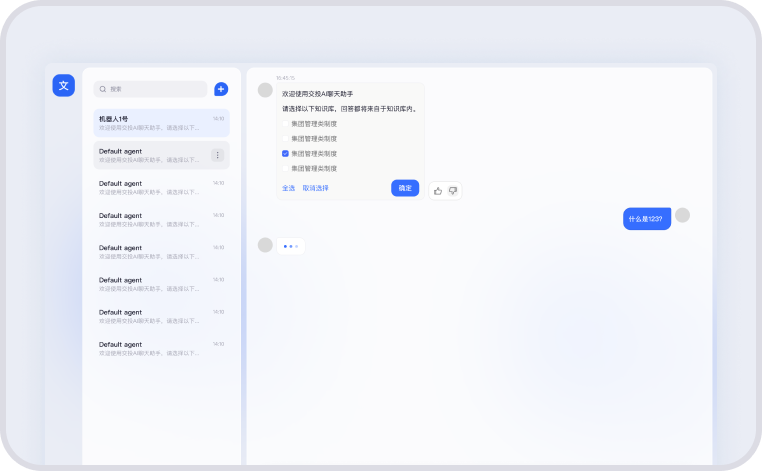 文
搜索
机器人1号
14:10
欢迎使用交投AI聊天助手，请选择以下...
Default agent
欢迎使用交投AI聊天助手，请选择以下...
Default agent
14:10
欢迎使用交投AI聊天助手，请选择以下...
Default agent
14:10
欢迎使用交投AI聊天助手，请选择以下...
Default agent
14:10
欢迎使用交投AI聊天助手，请选择以下...
Default agent
14:10
欢迎使用交投AI聊天助手，请选择以下...
Default agent
14:10
欢迎使用交投AI聊天助手，请选择以下...
Default agent
14:10
欢迎使用交投AI聊天助手，请选择以下...
欢迎使用交投AI聊天助手
请选择以下知识库，回答都将来自于知识库内。
集团管理类制度
集团管理类制度
集团管理类制度
集团管理类制度
全选 取消选择
确定
什么是123?